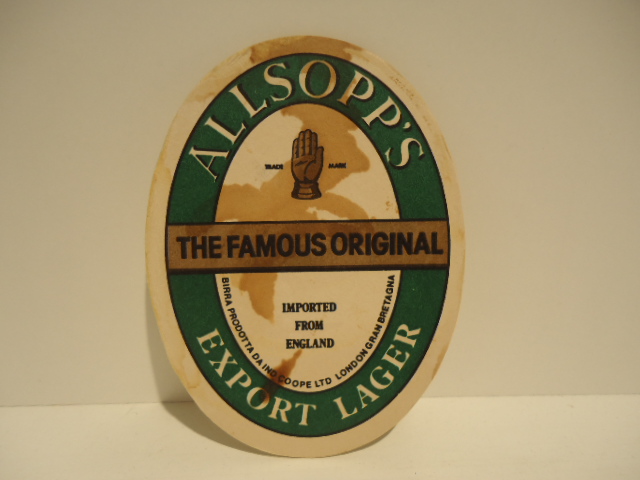 ALLSOPP'S
TRADE MARK
THE FAMOUS ORIGINAL
IMPORTED
FROM
ENGLAND
BIRRA PRODOTTA DA IND COOPE LTD LONDON GRAN BRETAGNA
EXPORT LAGER